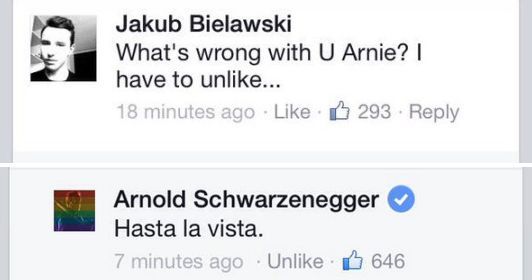 Jakub Bielawski
What's wrong with U Arnie? I
have to unlike...
18 minutes ago · Like · 293 · Reply
Arnold Schwarzenegger
Hasta la vista.
7 minutes ago · Unlike · 646